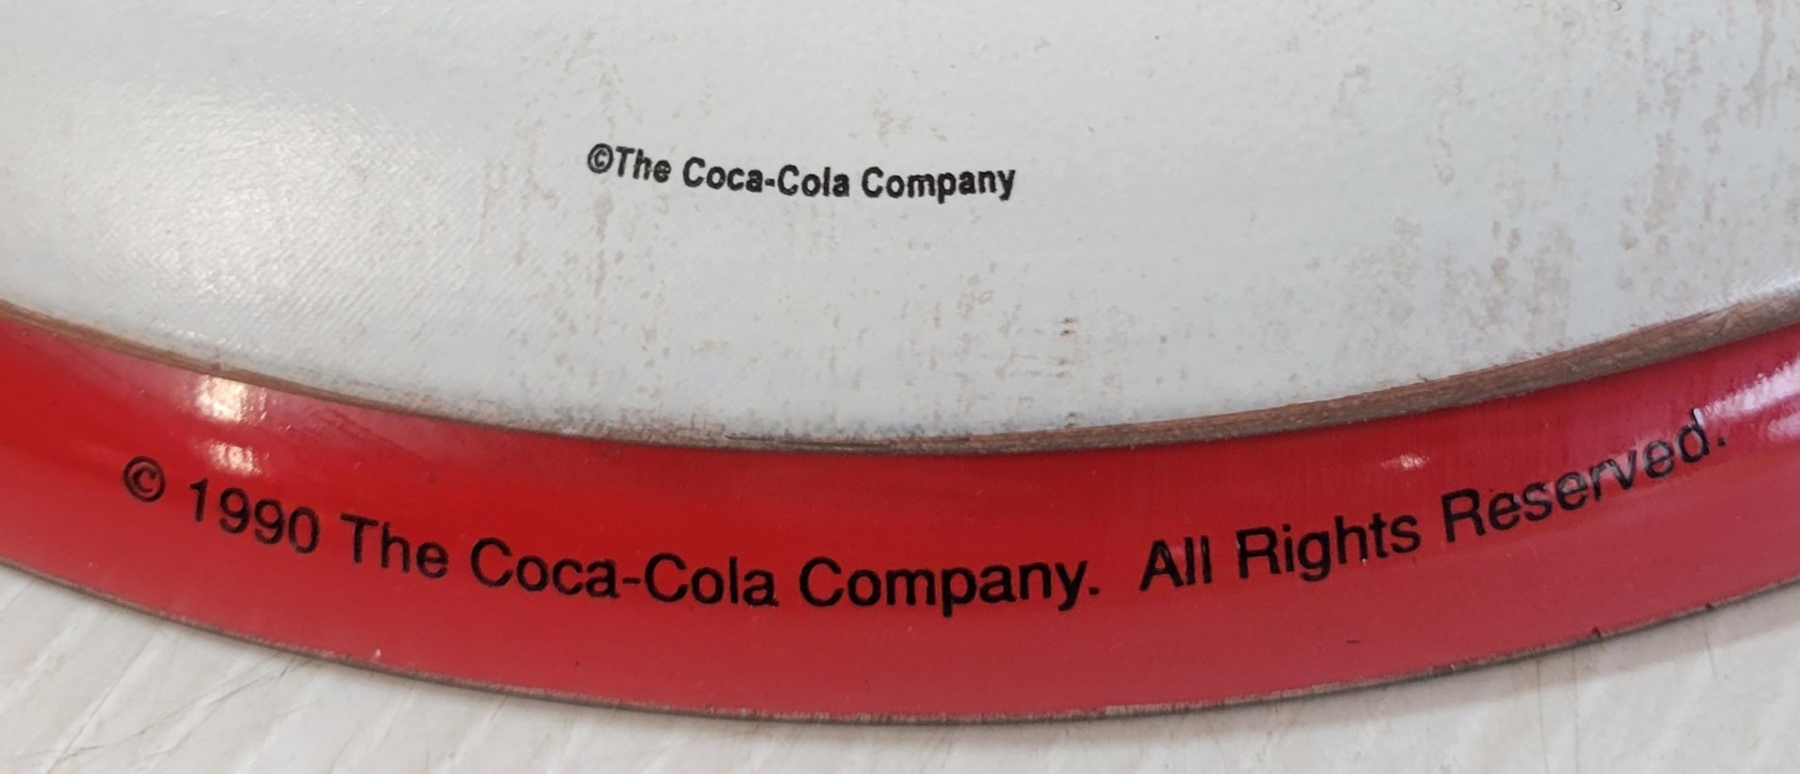 ©The Coca-Cola Company
© 1990 The Coca-Cola Company. All Rights Reserved.